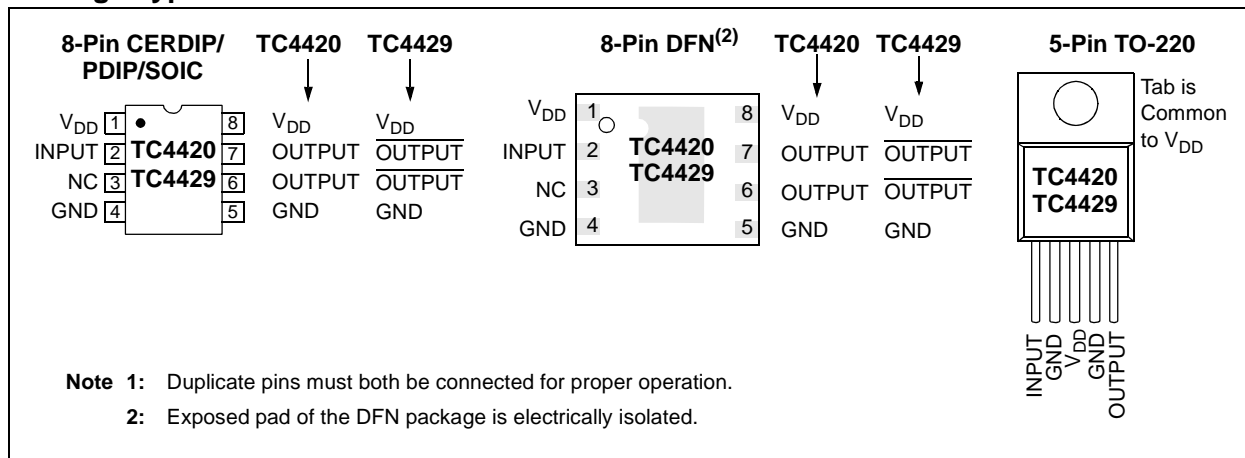 8-Pin CERDIP/
PDIP/SOIC
TC4420 TC4429
VDD 1 8 VDD VDD
INPUT 2 TC4420 7 OUTPUT OUTPUT
NC 3 TC4429 6 OUTPUT OUTPUT
GND 4 5 GND GND
8-Pin DFN(2) TC4420 TC4429
VDD 1 8 VDD VDD
INPUT 2 TC4420 7 OUTPUT OUTPUT
NC 3 TC4429 6 OUTPUT OUTPUT
GND 4 5 GND GND
5-Pin TO-220
Tab is
Common
to VDD
TC4420
TC4429
INPUT
GND
VDD
GND
OUTPUT
Note 1: Duplicate pins must both be connected for proper operation.
2: Exposed pad of the DFN package is electrically isolated.